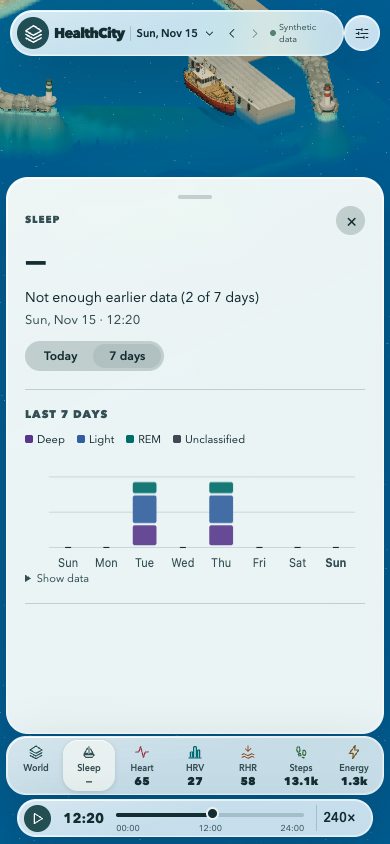 HealthCity Sun, Nov 15 Synthetic data
SLEEP
—
Not enough earlier data (2 of 7 days)
Sun, Nov 15 · 12:20
Today 7 days
LAST 7 DAYS
Deep Light REM Unclassified
Sun Mon Tue Wed Thu Fri Sat Sun
Show data
World Sleep Heart HRV RHR Steps Energy
– 65 27 58 13.1k 1.3k
12:20 240×
00:00 12:00 24:00